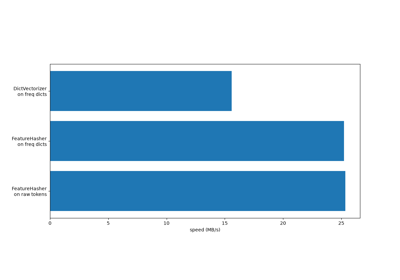 DictVectorizer
on freq dicts
FeatureHasher
on freq dicts
FeatureHasher
on raw tokens
0 5 10 15 20 25
speed (MB/s)